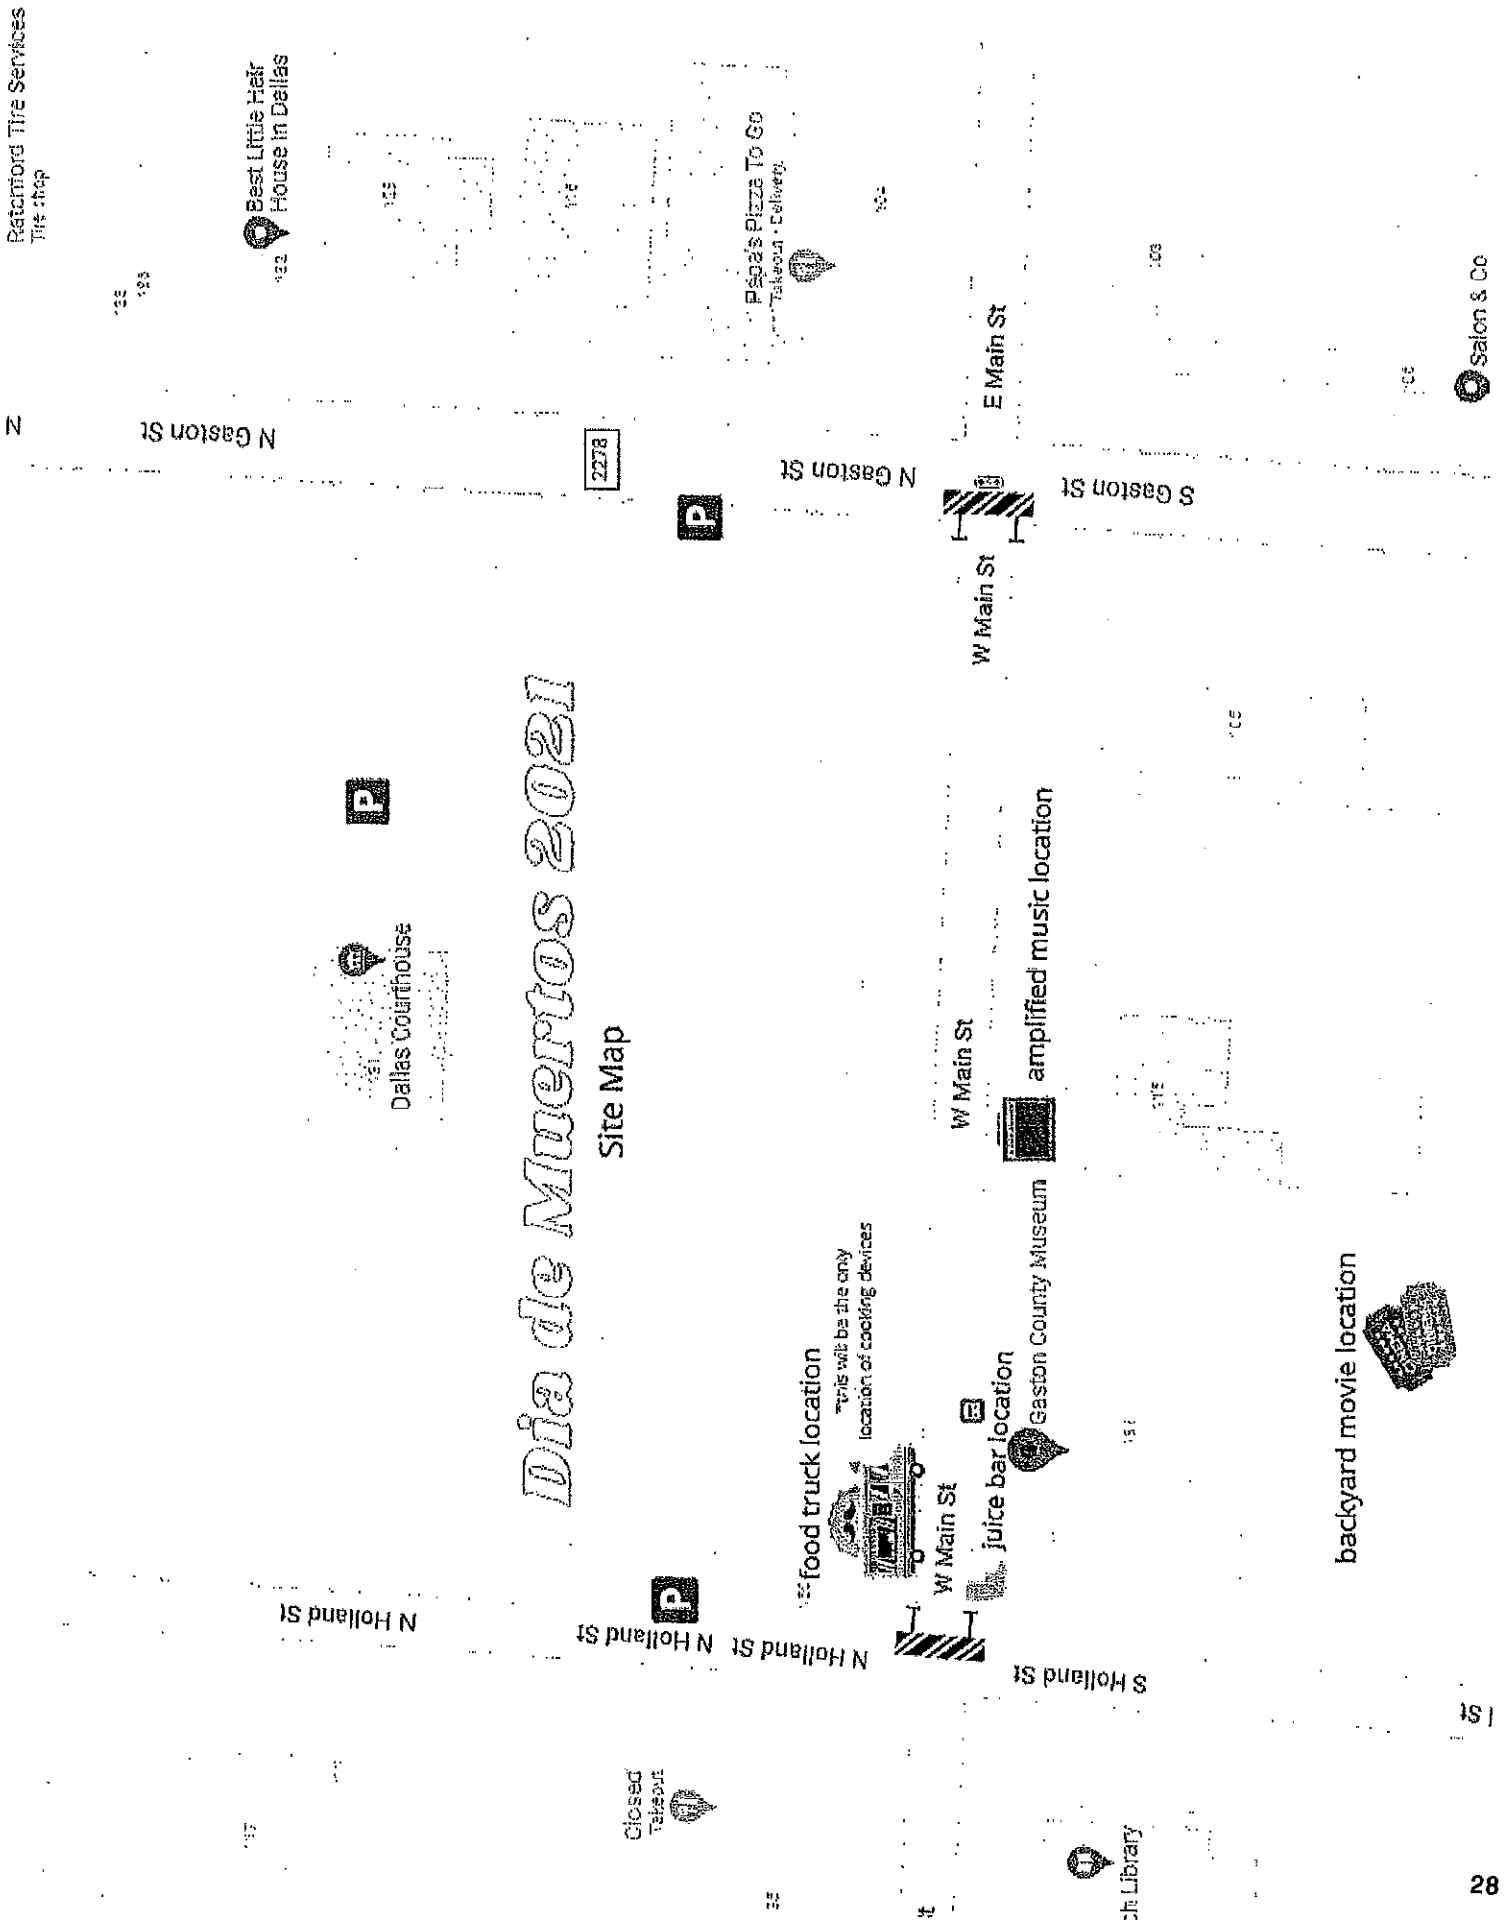 Dia de Muertos 2021
Site Map
Tire Services
Best Little Hair
House In Dallas
N Gaston St
2278
P
N Gaston St
S Gaston St
Papa's Pizza To Go
Takeout · Delivery
E Main St
Salon & Co
W Main St
P
Dallas Courthouse
W Main St
amplified music location
Gaston County Museum
food truck location
*this will be the only
location of cooking devices
W Main St
juice bar location
backyard movie location
P
N Holland St
N Holland St
N Holland St
S Holland St
l St
Closed
Takeout
ch Library
N
28